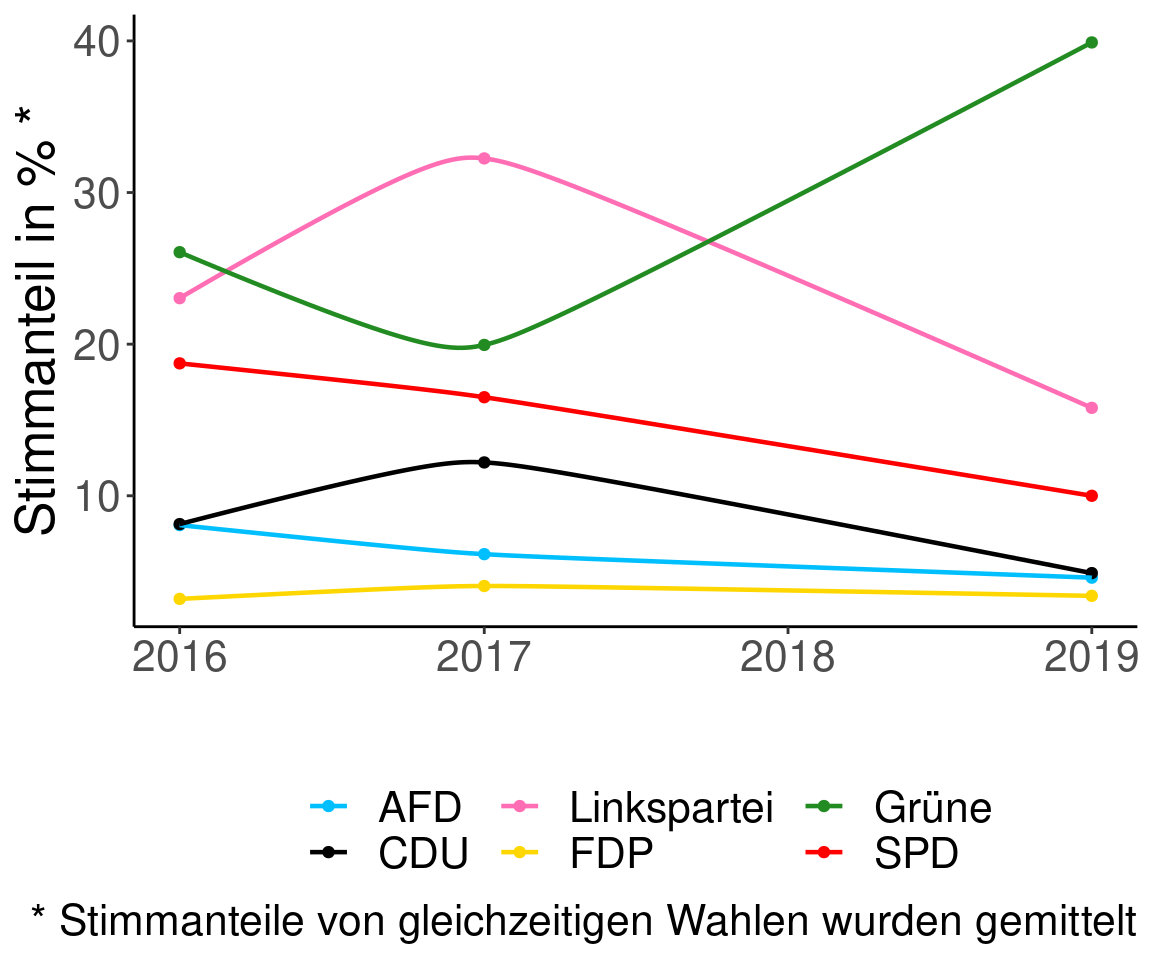 Stimmanteil in % *
40
30
20
10
2016 2017 2018 2019
AFD Linkspartei Grüne
CDU FDP SPD
* Stimmanteile von gleichzeitigen Wahlen wurden gemittelt